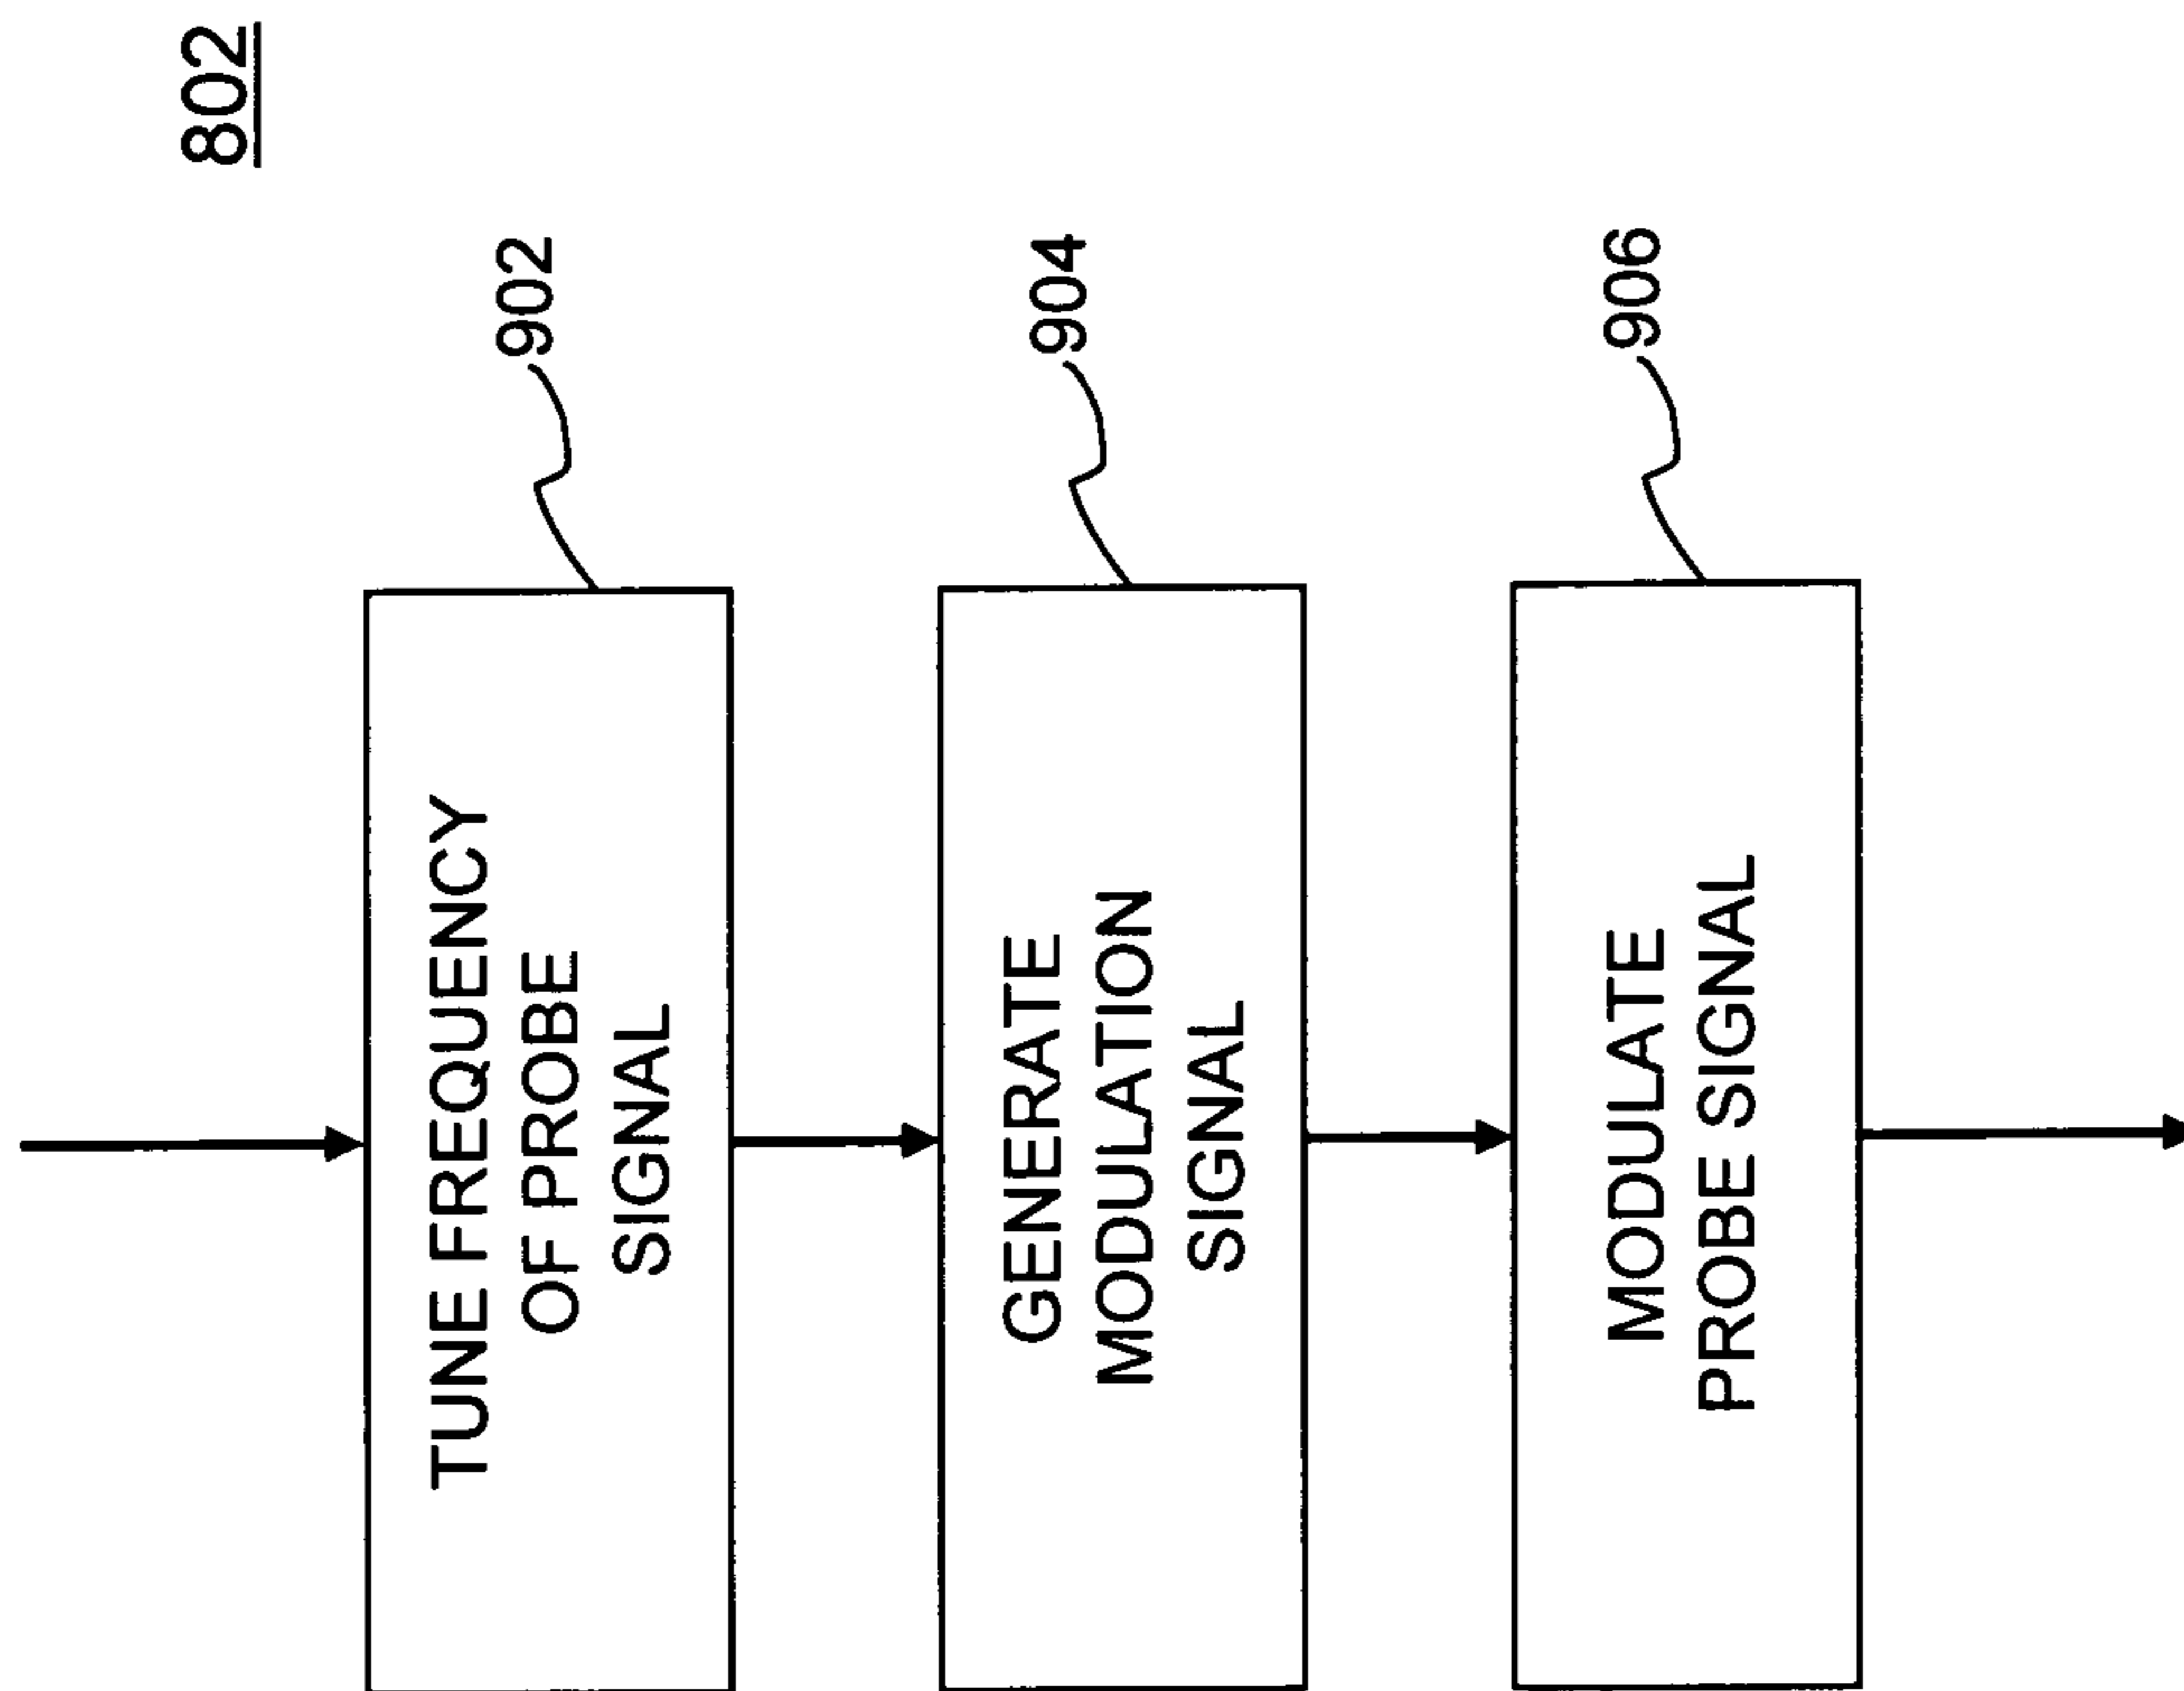 802
TUNE FREQUENCY
OF PROBE
SIGNAL
902
GENERATE
MODULATION
SIGNAL
904
MODULATE
PROBE SIGNAL
906